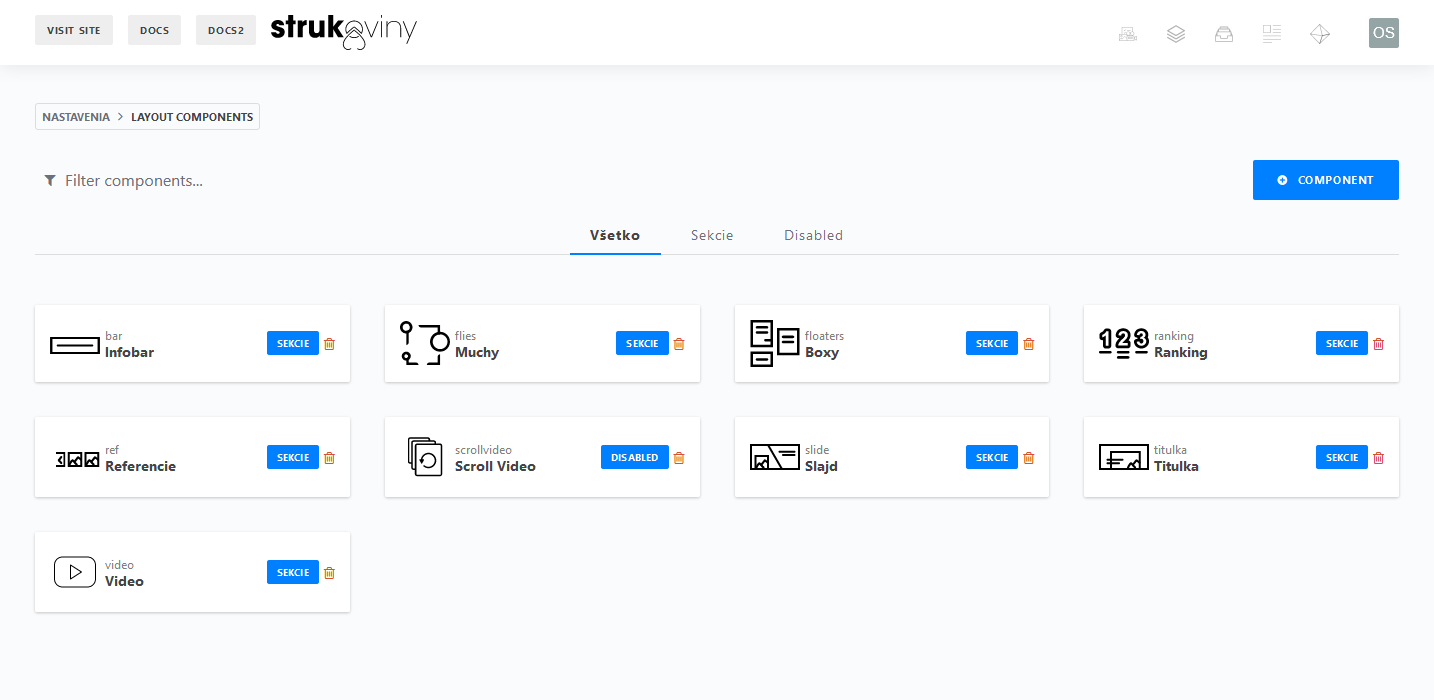 VISIT SITE DOCS DOCS2 strukoviny OS
NASTAVENIA > LAYOUT COMPONENTS
Filter components... COMPONENT
Všetko Sekcie Disabled
bar
Infobar SEKCIE
flies
Muchy SEKCIE
floaters
Boxy SEKCIE
123 ranking
Ranking SEKCIE
ref
Referencie SEKCIE
scrollvideo
Scroll Video DISABLED
slide
Slajd SEKCIE
titulka
Titulka SEKCIE
video
Video SEKCIE